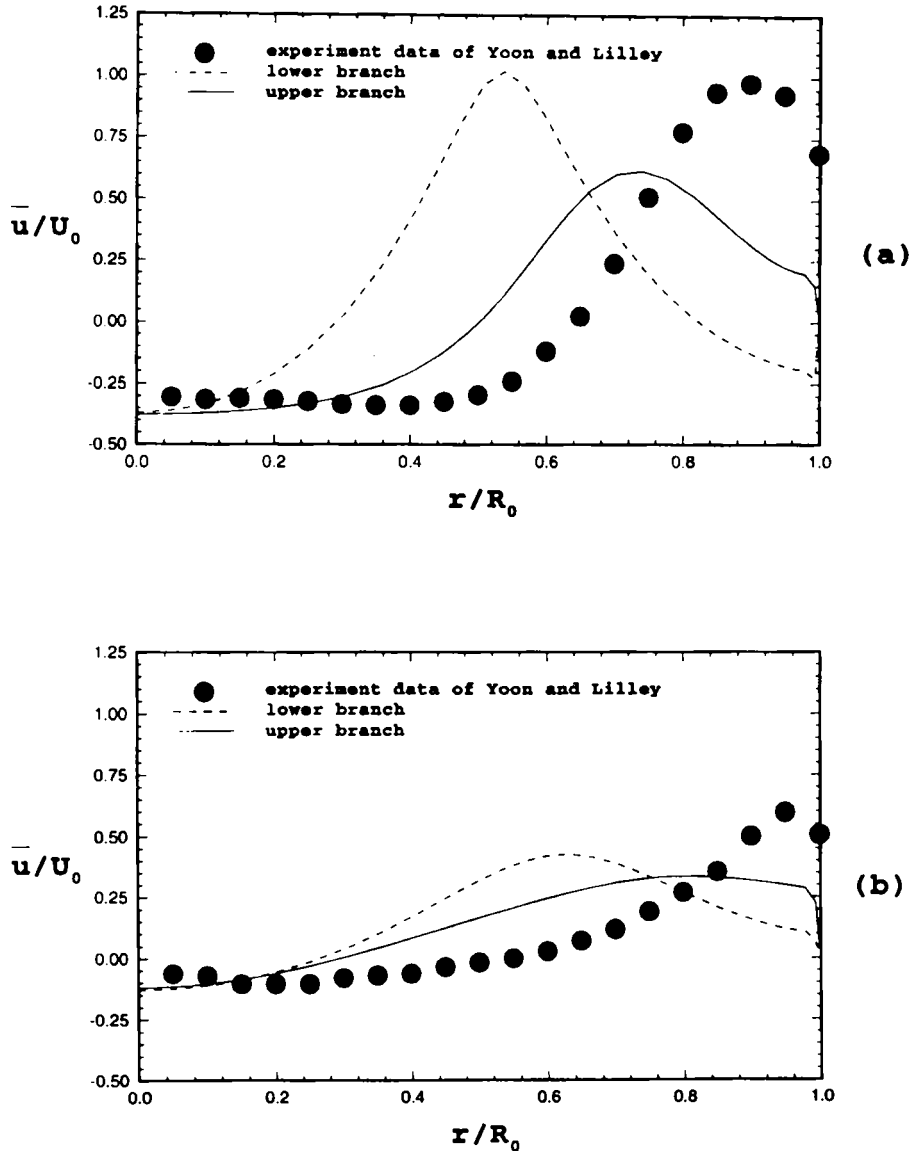 1.25
1.00
0.75
0.50
0.25
0.00
-0.25
-0.50
experiment data of Yoon and Lilley
lower branch
upper branch
u̅/U₀
(a)
0.0 0.2 0.4 0.6 0.8 1.0
r/R₀
1.25
1.00
0.75
0.50
0.25
0.00
-0.25
-0.50
experiment data of Yoon and Lilley
lower branch
upper branch
u̅/U₀
(b)
0.0 0.2 0.4 0.6 0.8 1.0
r/R₀